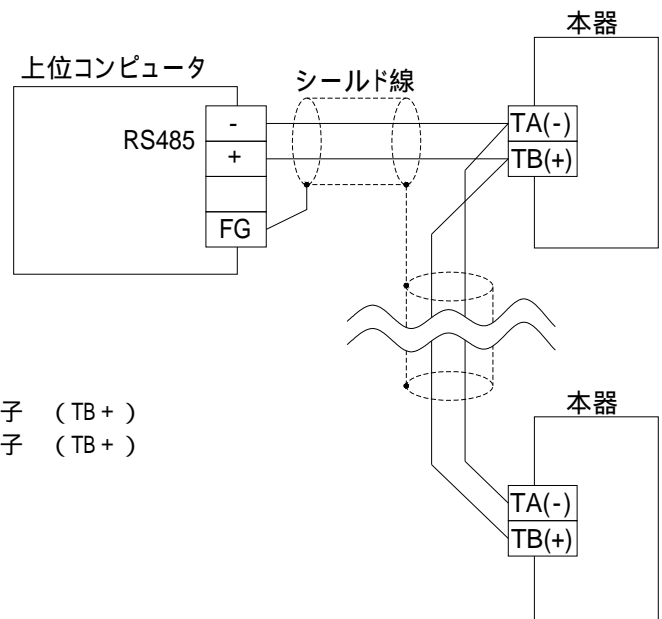 本器
上位コンピュータ
シールド線
RS485
-
+
FG
TA(-)
TB(+)
子 (TB+)
子 (TB+)
本器
TA(-)
TB(+)